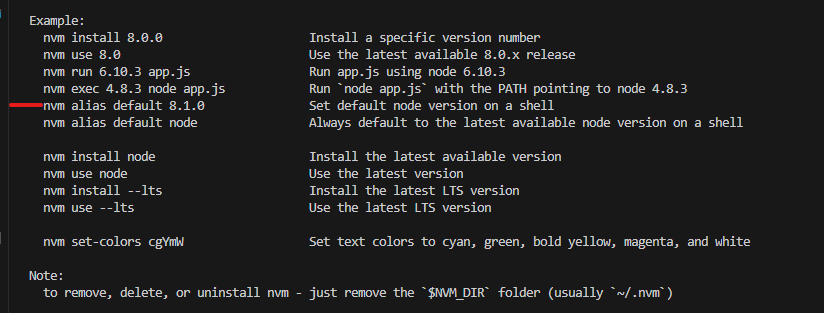 Example:
nvm install 8.0.0 Install a specific version number
nvm use 8.0 Use the latest available 8.0.x release
nvm run 6.10.3 app.js Run app.js using node 6.10.3
nvm exec 4.8.3 node app.js Run `node app.js` with the PATH pointing to node 4.8.3
nvm alias default 8.1.0 Set default node version on a shell
nvm alias default node Always default to the latest available node version on a shell
nvm install node Install the latest available version
nvm use node Use the latest version
nvm install --lts Install the latest LTS version
nvm use --lts Use the latest LTS version
nvm set-colors cgYmW Set text colors to cyan, green, bold yellow, magenta, and white
Note:
to remove, delete, or uninstall nvm - just remove the `$NVM_DIR` folder (usually `~/.nvm`)